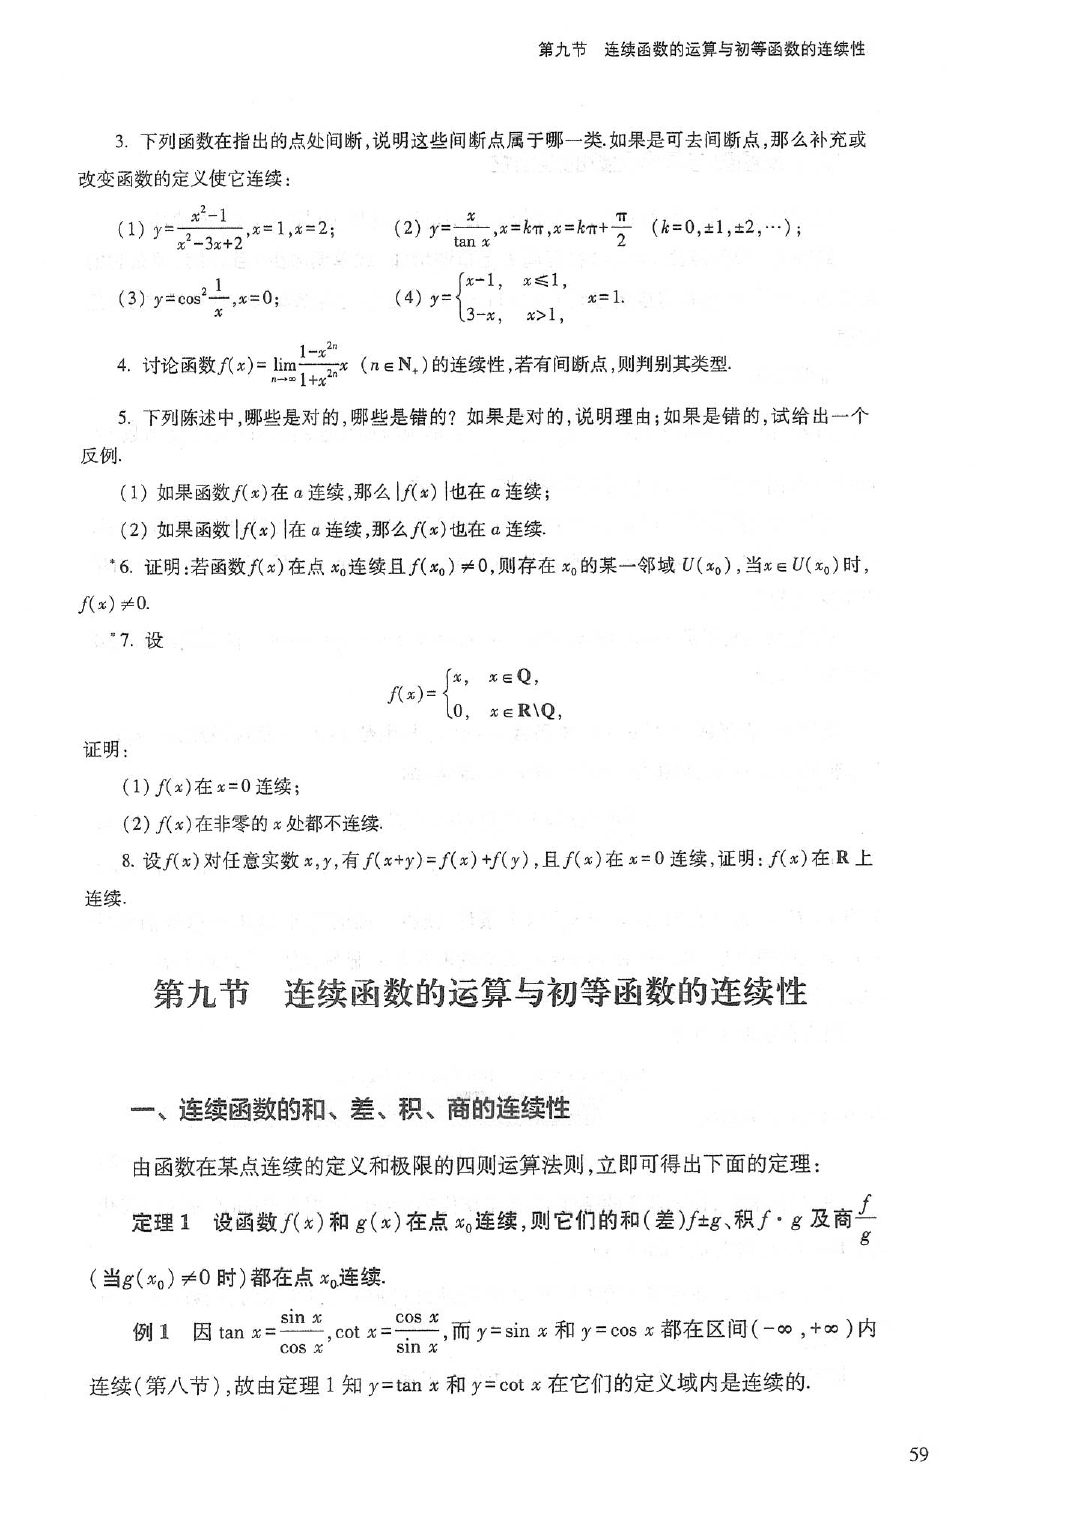 第九节 连续函数的运算与初等函数的连续性
3. 下列函数在指出的点处间断,说明这些间断点属于哪一类.如果是可去间断点,那么补充或
改变函数的定义使它连续:
(1) y=\frac{x^2-1}{x^2-3x+2},x=1,x=2; (2) y=\frac{x}{\tan x},x=kπ,x=kπ+\frac{π}{2} (k=0,±1,±2,⋯);
(3) y=cos^2\frac{1}{x},x=0; (4) y=\begin{cases}x-1, & x≤1,\\3-x, & x>1,\end{cases} x=1.
4. 讨论函数f(x)=\lim_{n→∞}\frac{1-x^{2n}}{1+x^{2n}}x (n∈N₊)的连续性,若有间断点,则判别其类型.
5. 下列陈述中,哪些是对的,哪些是错的? 如果是对的,说明理由;如果是错的,试给出一个
反例.
(1) 如果函数f(x)在a连续,那么|f(x)|也在a连续;
(2) 如果函数|f(x)|在a连续,那么f(x)也在a连续.
*6. 证明:若函数f(x)在点x₀连续且f(x₀)≠0,则存在x₀的某一邻域U(x₀),当x∈U(x₀)时,
f(x)≠0.
*7. 设
f(x)=\begin{cases}x, & x∈Q,\\0, & x∈R\backslash Q,\end{cases}
证明:
(1) f(x)在x=0连续;
(2) f(x)在非零的x处都不连续.
8. 设f(x)对任意实数x,y,有f(x+y)=f(x)+f(y),且f(x)在x=0连续,证明:f(x)在R上
连续.
第九节 连续函数的运算与初等函数的连续性
一、连续函数的和、差、积、商的连续性
由函数在某点连续的定义和极限的四则运算法则,立即可得出下面的定理:
定理1 设函数f(x)和g(x)在点x₀连续,则它们的和(差)f±g、积f·g及商\frac{f}{g}
(当g(x₀)≠0时)都在点x₀连续.
例1 因tan x=\frac{\sin x}{\cos x},cot x=\frac{\cos x}{\sin x},而y=sin x和y=cos x都在区间(-∞,+∞)内
连续(第八节),故由定理1知y=tan x和y=cot x在它们的定义域内是连续的.
59